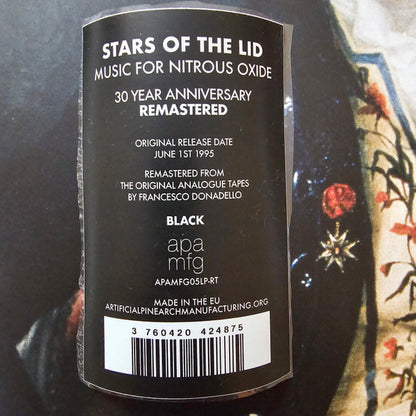 STARS OF THE LID
MUSIC FOR NITROUS OXIDE
30 YEAR ANNIVERSARY
REMASTERED
ORIGINAL RELEASE DATE
JUNE 1ST 1995
REMASTERED FROM
THE ORIGINAL ANALOGUE TAPES
BY FRANCESCO DONADELLO
BLACK
apa
mfg
APAMFG05LP-RT
MADE IN THE EU
ARTIFICIALPINEARCHMANUFACTURING.ORG
3 760420 424875